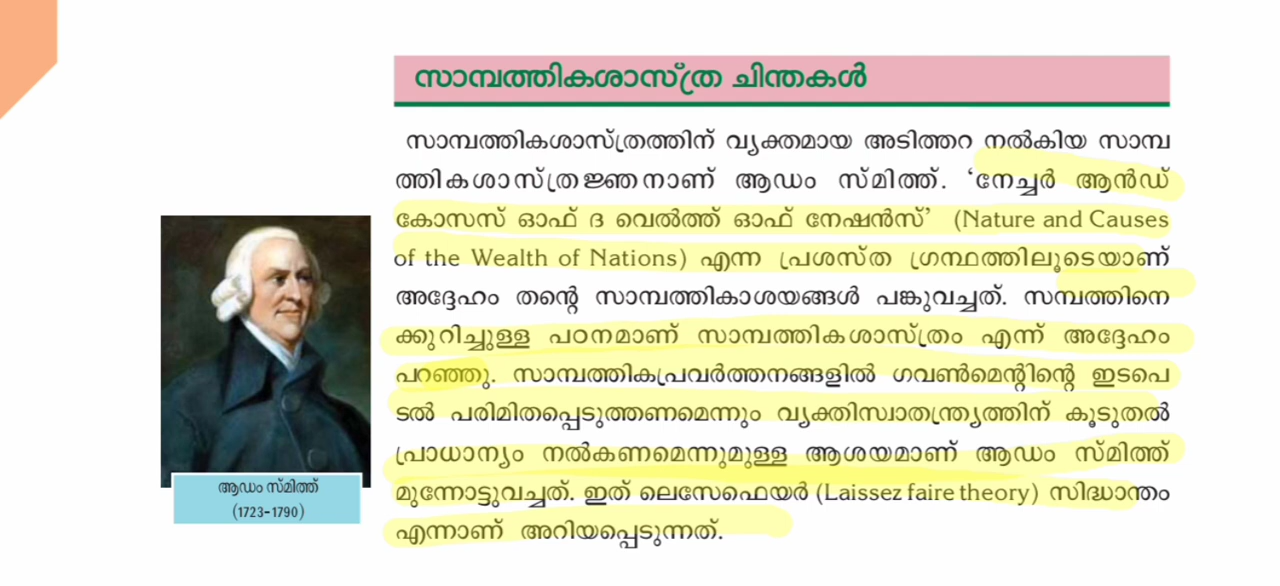 സാമ്പത്തികശാസ്ത്ര ചിന്തകൾ
സാമ്പത്തികശാസ്ത്രത്തിന് വ്യക്തമായ അടിത്തറ നൽകിയ സാമ്പ
ത്തികശാസ്ത്രജ്ഞനാണ് ആഡം സ്മിത്ത്. ‘നേച്ചർ ആൻഡ്
കോസസ് ഓഫ് ദ വെൽത്ത് ഓഫ് നേഷൻസ്’ (Nature and Causes
of the Wealth of Nations) എന്ന പ്രശസ്ത ഗ്രന്ഥത്തിലൂടെയാണ്
അദ്ദേഹം തന്റെ സാമ്പത്തികാശയങ്ങൾ പങ്കുവച്ചത്. സമ്പത്തിനെ
ക്കുറിച്ചുള്ള പഠനമാണ് സാമ്പത്തികശാസ്ത്രം എന്ന് അദ്ദേഹം
പറഞ്ഞു. സാമ്പത്തികപ്രവർത്തനങ്ങളിൽ ഗവൺമെന്റിന്റെ ഇടപെ
ടൽ പരിമിതപ്പെടുത്തണമെന്നും വ്യക്തിസ്വാതന്ത്ര്യത്തിന് കൂടുതൽ
പ്രാധാന്യം നൽകണമെന്നുമുള്ള ആശയമാണ് ആഡം സ്മിത്ത്
മുന്നോട്ടുവച്ചത്. ഇത് ലെസേഫെയർ (Laissez faire theory) സിദ്ധാന്തം
എന്നാണ് അറിയപ്പെടുന്നത്.
ആഡം സ്മിത്ത്
(1723-1790)